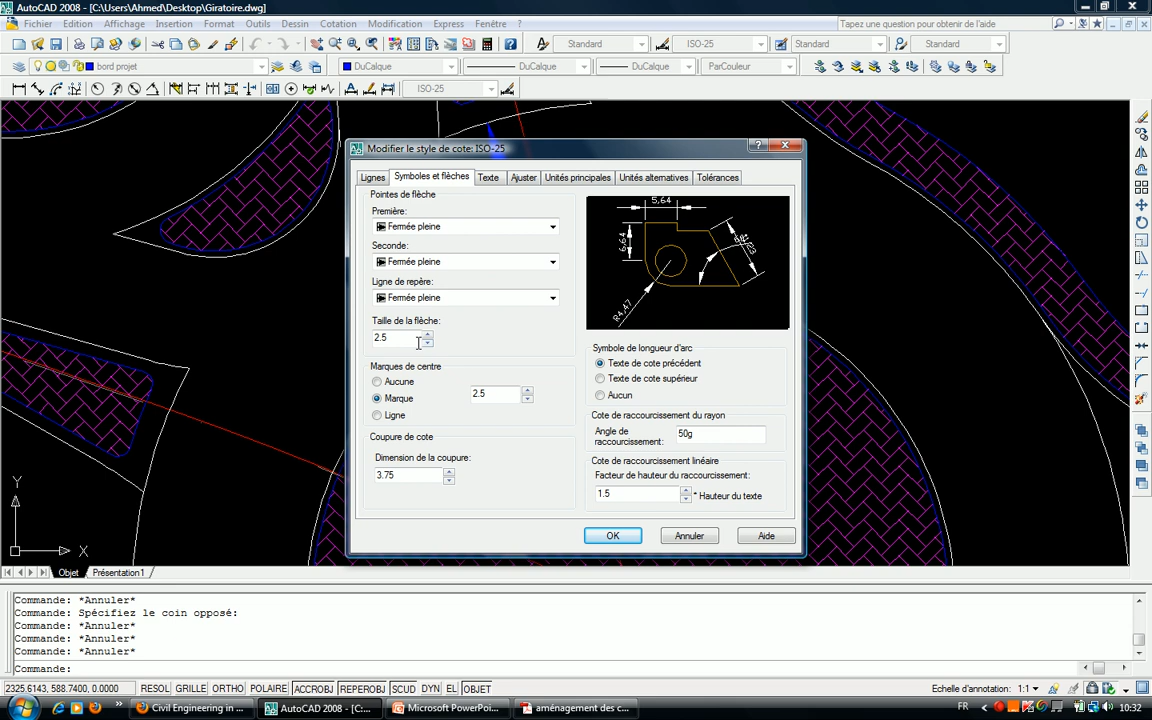 AutoCAD 2008 - [C:\Users\Ahmed\Desktop\Giratoire.dwg]
Fichier Edition Affichage Insertion Format Outils Dessin Cotation Modification Express Fenêtre ?
Tapez une question pour obtenir de l'aide
Standard ISO-25 Standard Standard
bord projet DuCalque DuCalque DuCalque ParCouleur
ISO-25
Modifier le style de cote: ISO-25
Lignes Symboles et flèches Texte Ajuster Unités principales Unités alternatives Tolérances
Pointes de flèche
Première:
Fermée pleine
Seconde:
Fermée pleine
Ligne de repère:
Fermée pleine
Taille de la flèche:
2.5
Marques de centre
Aucune
Marque
2.5
Ligne
Coupure de cote
Dimension de la coupure:
3.75
5,64
6,64
R4,47
Symbole de longueur d'arc
Texte de cote précédent
Texte de cote supérieur
Aucun
Cote de raccourcissement du rayon
Angle de raccourcissement:
50g
Cote de raccourcissement linéaire
Facteur de hauteur du raccourcissement:
1.5 * Hauteur du texte
OK Annuler Aide
Y
X
Objet Présentation1
Commande: *Annuler*
Commande: Spécifiez le coin opposé:
Commande: *Annuler*
Commande: *Annuler*
Commande: *Annuler*
Commande:
2325.6143, 588.7400, 0.0000 RESOL GRILLE ORTHO POLAIRE ACCROBJ REPEROBJ SCUD DYN EL OBJET Echelle d'annotation: 1:1
Civil Engineering in ... AutoCAD 2008 - [C:... Microsoft PowerPoi... aménagement des c... FR 10:32